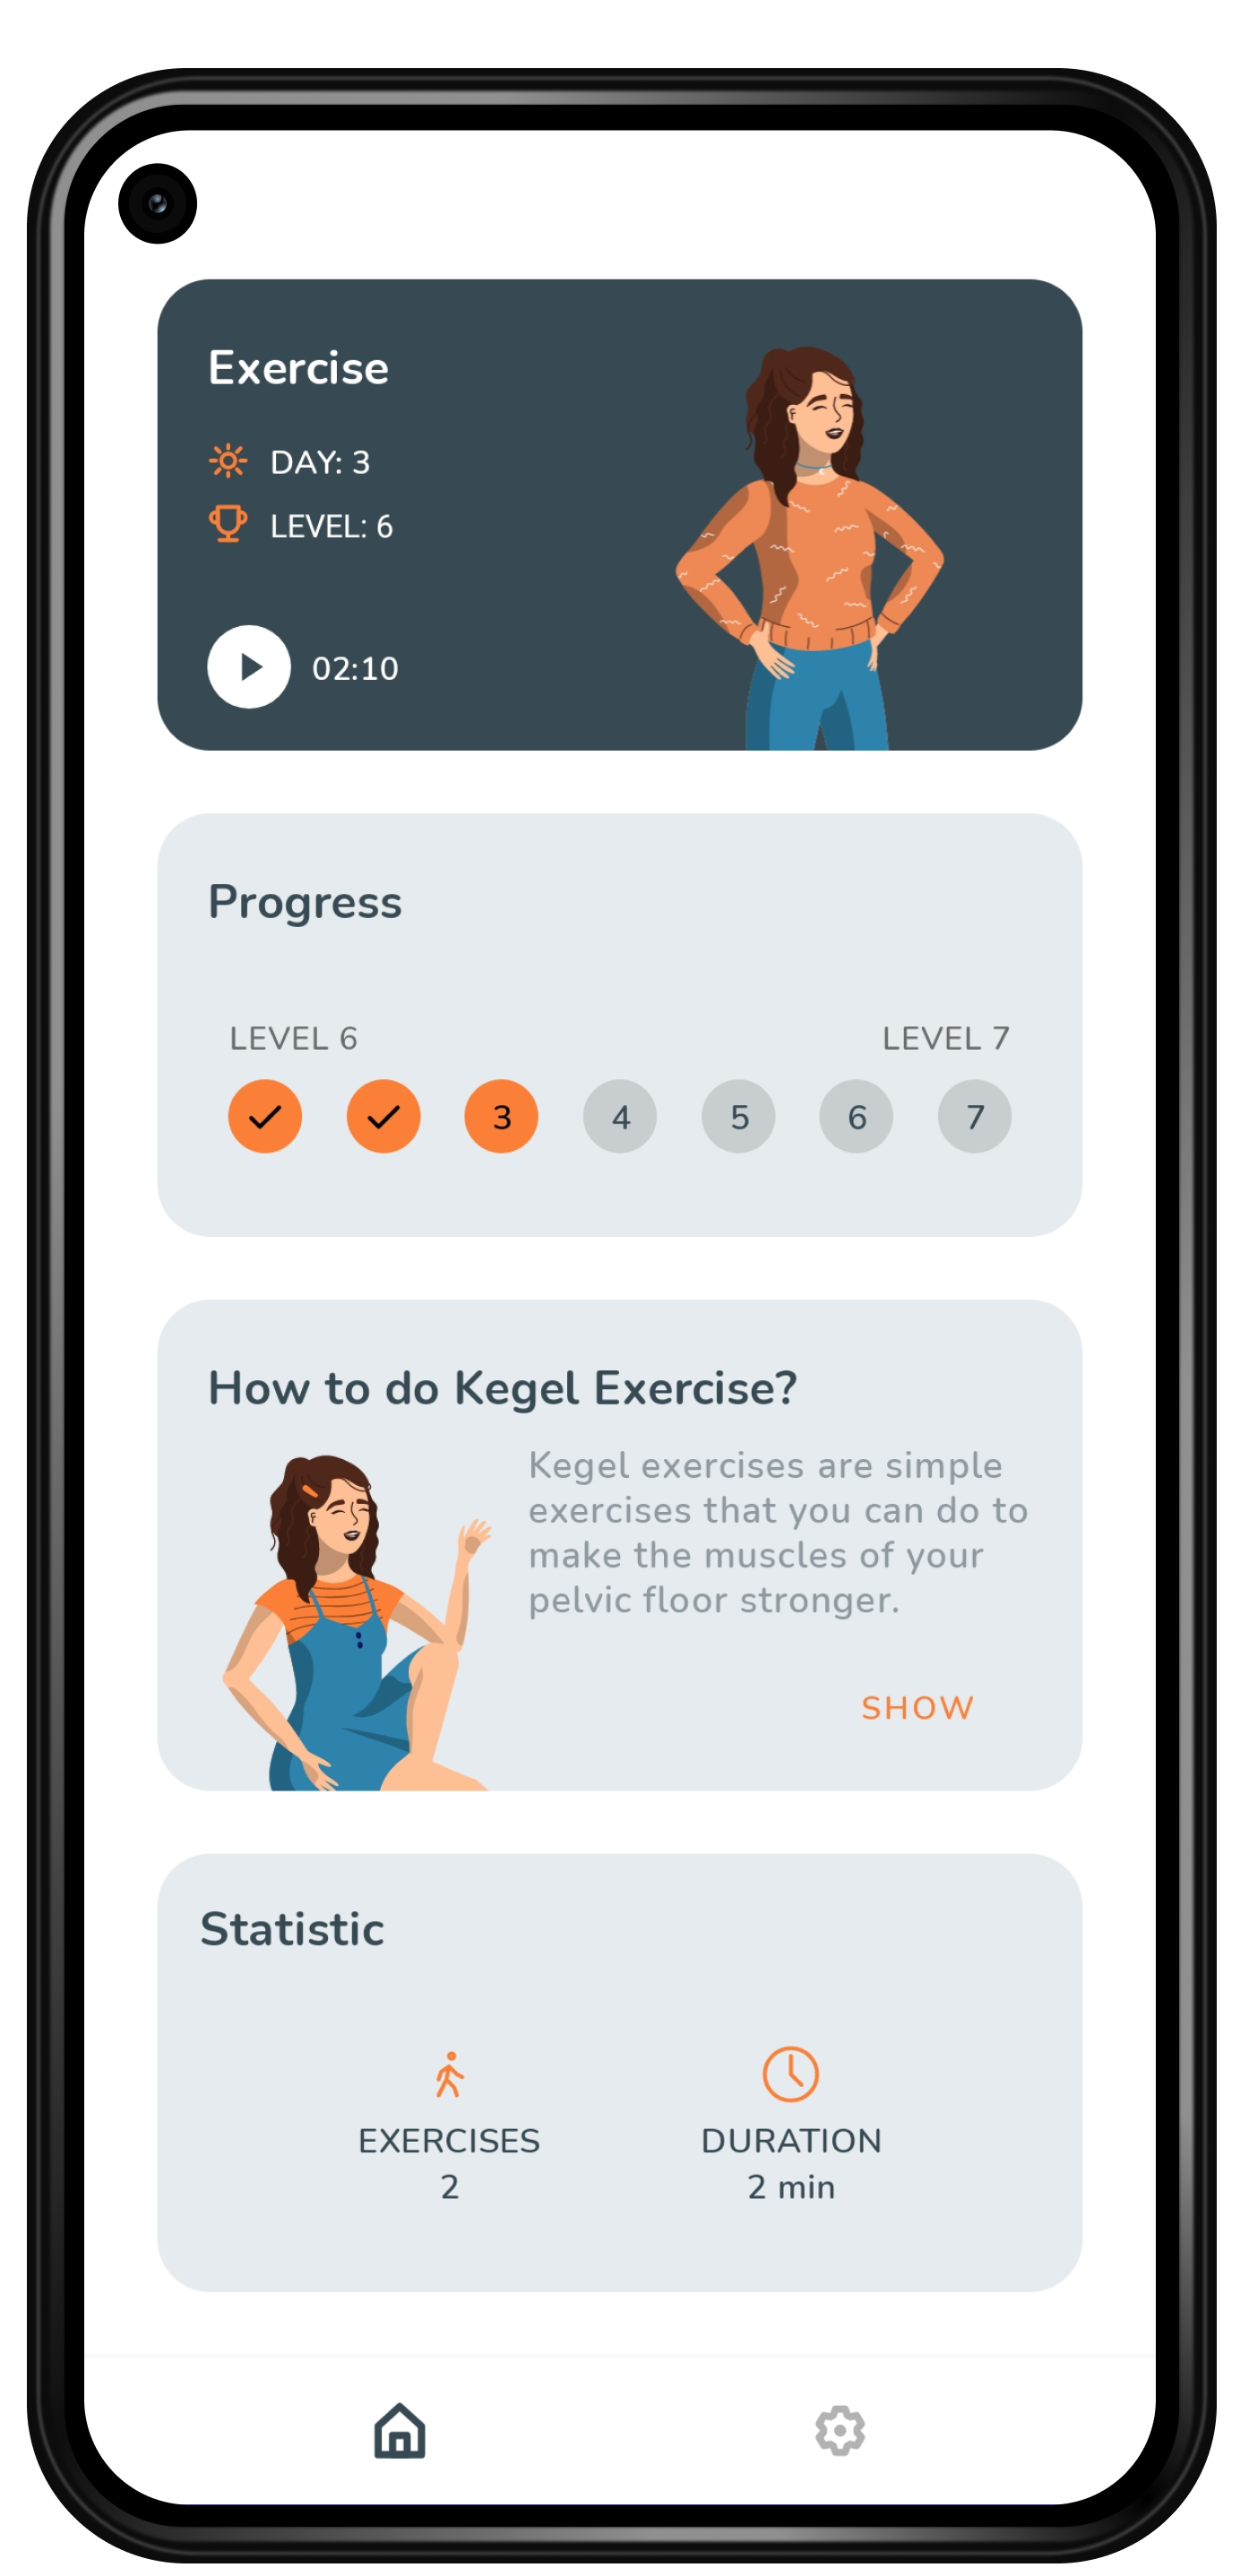 Exercise
DAY: 3
LEVEL: 6
02:10
Progress
LEVEL 6 LEVEL 7
3 4 5 6 7
How to do Kegel Exercise?
Kegel exercises are simple
exercises that you can do to
make the muscles of your
pelvic floor stronger.
SHOW
Statistic
EXERCISES DURATION
2 2 min